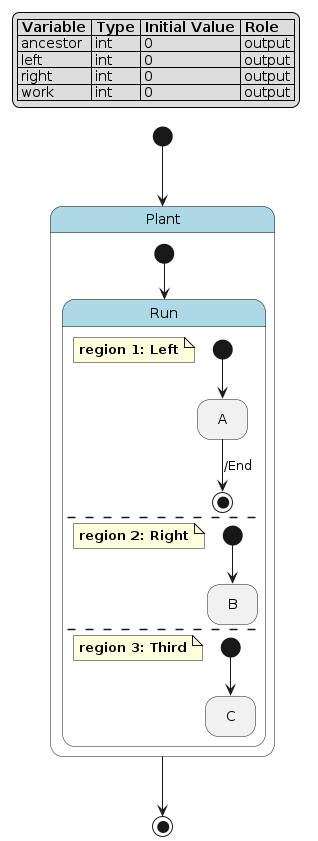 Variable Type Initial Value Role
ancestor int 0 output
left int 0 output
right int 0 output
work int 0 output
Plant
Run
region 1: Left
A
/End
region 2: Right
B
region 3: Third
C